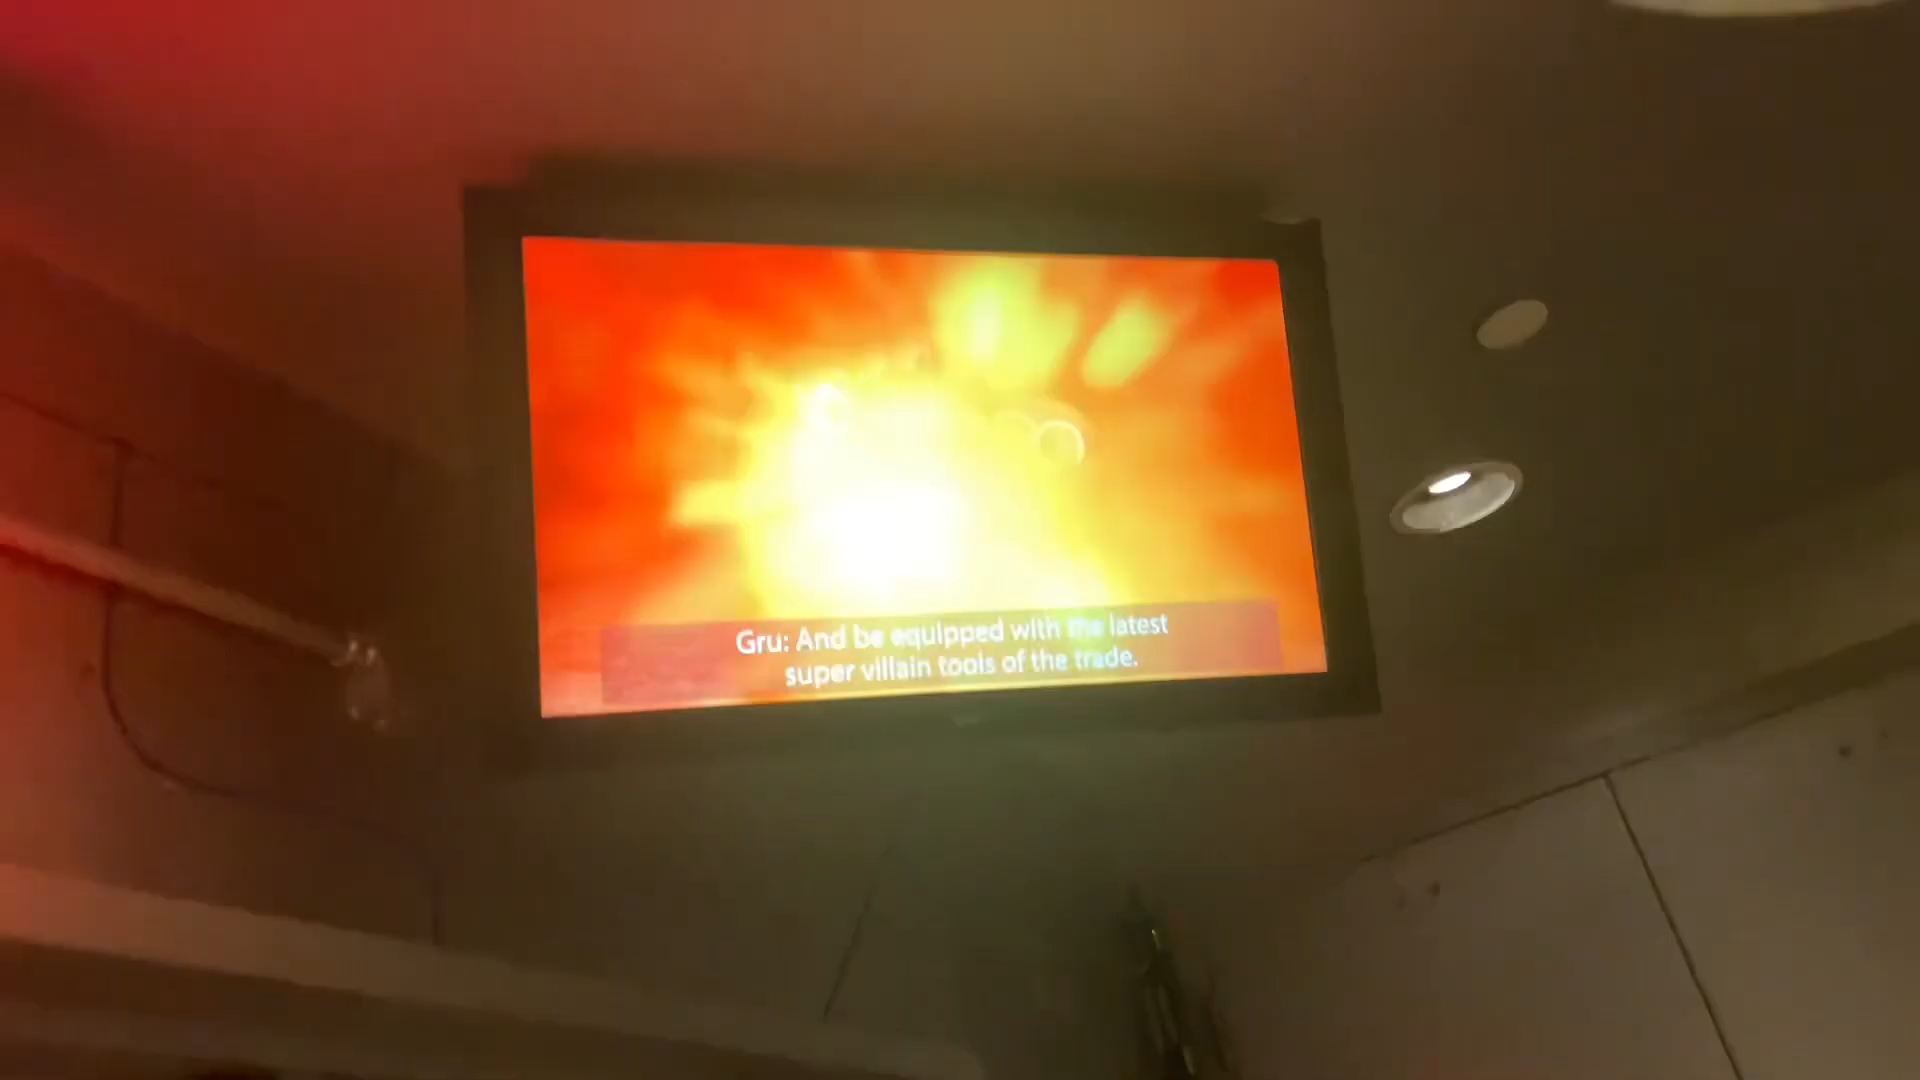 Gru: And be equipped with the latest
super villain tools of the trade.